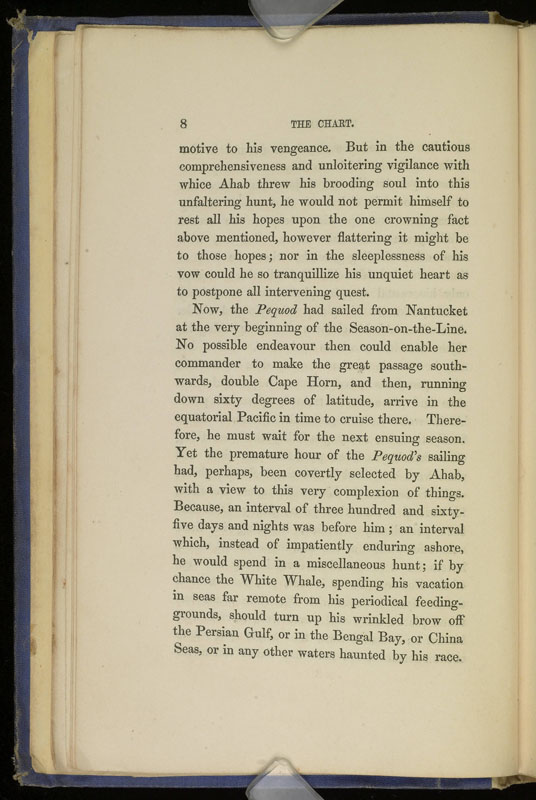 8 THE CHART.
motive to his vengeance. But in the cautious
comprehensiveness and unloitering vigilance with
whice Ahab threw his brooding soul into this
unfaltering hunt, he would not permit himself to
rest all his hopes upon the one crowning fact
above mentioned, however flattering it might be
to those hopes; nor in the sleeplessness of his
vow could he so tranquillize his unquiet heart as
to postpone all intervening quest.
Now, the Pequod had sailed from Nantucket
at the very beginning of the Season-on-the-Line.
No possible endeavour then could enable her
commander to make the great passage south-
wards, double Cape Horn, and then, running
down sixty degrees of latitude, arrive in the
equatorial Pacific in time to cruise there. There-
fore, he must wait for the next ensuing season.
Yet the premature hour of the Pequod's sailing
had, perhaps, been covertly selected by Ahab,
with a view to this very complexion of things.
Because, an interval of three hundred and sixty-
five days and nights was before him; an interval
which, instead of impatiently enduring ashore,
he would spend in a miscellaneous hunt; if by
chance the White Whale, spending his vacation
in seas far remote from his periodical feeding-
grounds, should turn up his wrinkled brow off
the Persian Gulf, or in the Bengal Bay, or China
Seas, or in any other waters haunted by his race.